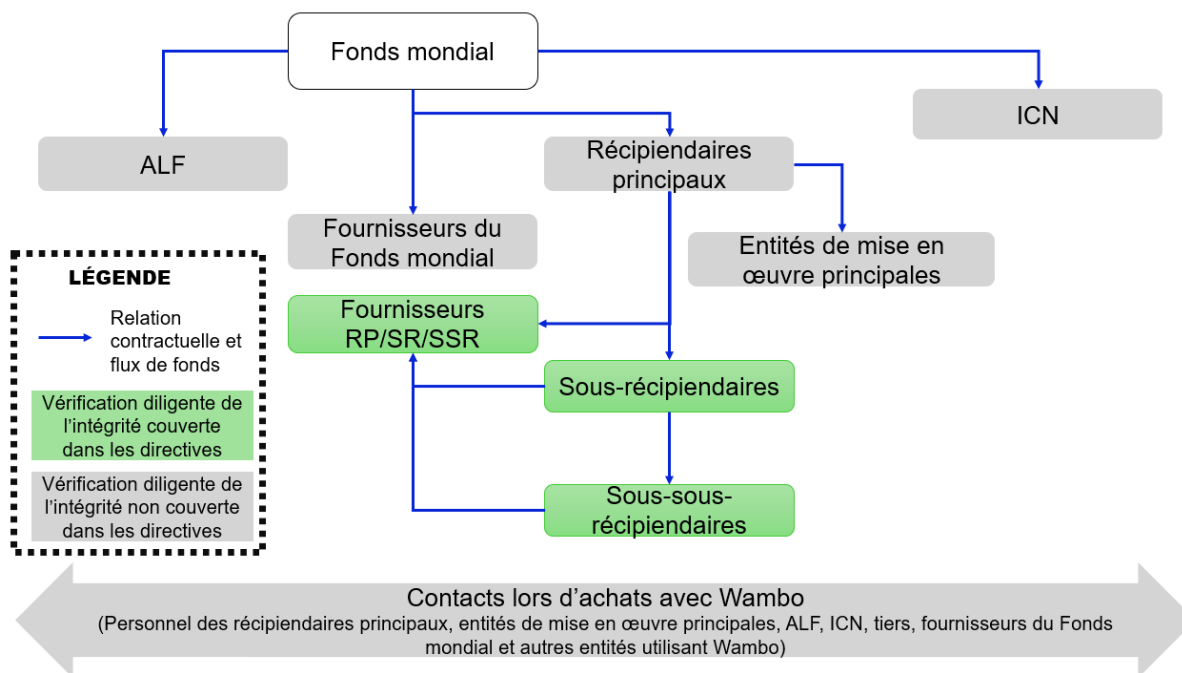 Fonds mondial
ICN
ALF
Récipiendaires
principaux
Fournisseurs du
Fonds mondial
Entités de mise en
œuvre principales
LÉGENDE
Relation
contractuelle et
flux de fonds
Vérification diligente de
l’intégrité couverte
dans les directives
Vérification diligente de
l’intégrité non couverte
dans les directives
Fournisseurs
RP/SR/SSR
Sous-récipiendaires
Sous-sous-
récipiendaires
Contacts lors d’achats avec Wambo
(Personnel des récipiendaires principaux, entités de mise en œuvre principales, ALF, ICN, tiers, fournisseurs du Fonds
mondial et autres entités utilisant Wambo)